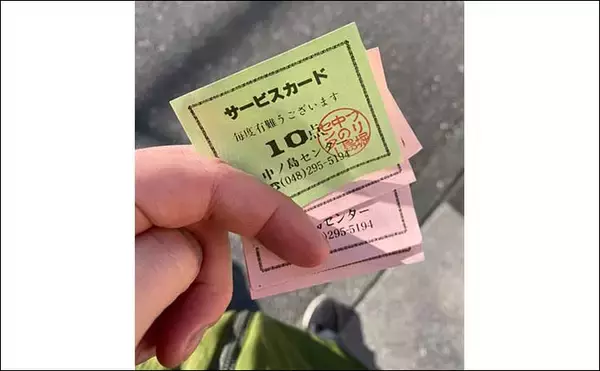 サービスカード
毎度有難うございます
10点
中ノ島センター
☎(048)295-5194
センター
)295-5194